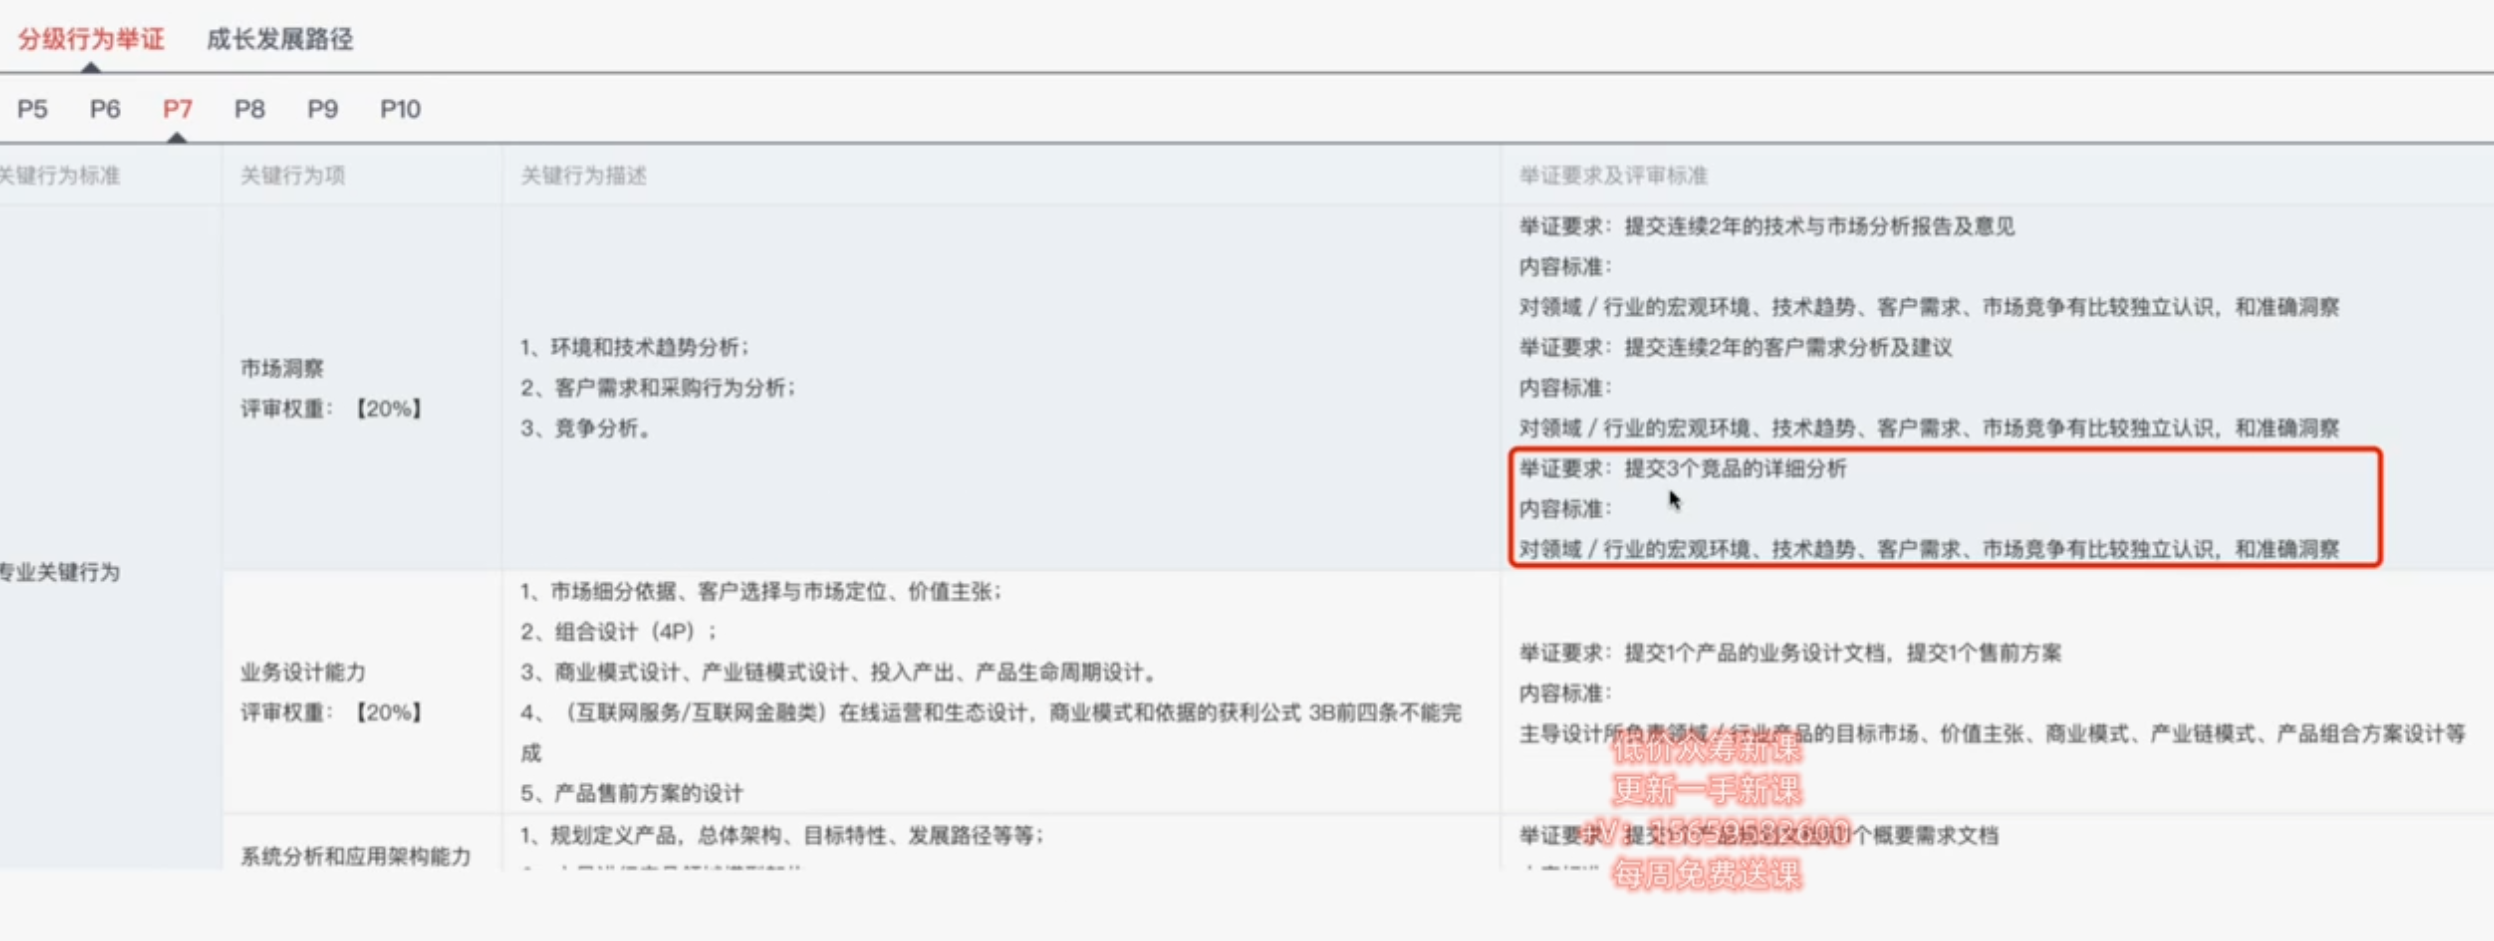 分级行为举证 成长发展路径
P5 P6 P7 P8 P9 P10
关键行为标准 关键行为项 关键行为描述 举证要求及评审标准
专业关键行为
市场洞察
评审权重：【20%】
1、环境和技术趋势分析；
2、客户需求和采购行为分析；
3、竞争分析。
举证要求：提交连续2年的技术与市场分析报告及意见
内容标准：
对领域 / 行业的宏观环境、技术趋势、客户需求、市场竞争有比较独立认识，和准确洞察
举证要求：提交连续2年的客户需求分析及建议
内容标准：
对领域 / 行业的宏观环境、技术趋势、客户需求、市场竞争有比较独立认识，和准确洞察
举证要求：提交3个竞品的详细分析
内容标准：
对领域 / 行业的宏观环境、技术趋势、客户需求、市场竞争有比较独立认识，和准确洞察
业务设计能力
评审权重：【20%】
1、市场细分依据、客户选择与市场定位、价值主张；
2、组合设计（4P）；
3、商业模式设计、产业链模式设计、投入产出、产品生命周期设计。
4、（互联网服务/互联网金融类）在线运营和生态设计，商业模式和依据的获利公式 3B前四条不能完
成
5、产品售前方案的设计
举证要求：提交1个产品的业务设计文档，提交1个售前方案
内容标准：
主导设计所负责领域 / 行业产品的目标市场、价值主张、商业模式、产业链模式、产品组合方案设计等
系统分析和应用架构能力
1、规划定义产品，总体架构、目标特性、发展路径等等；
举证要求：提交 个概要需求文档
低价众筹新课
更新一手新课
每周免费送课